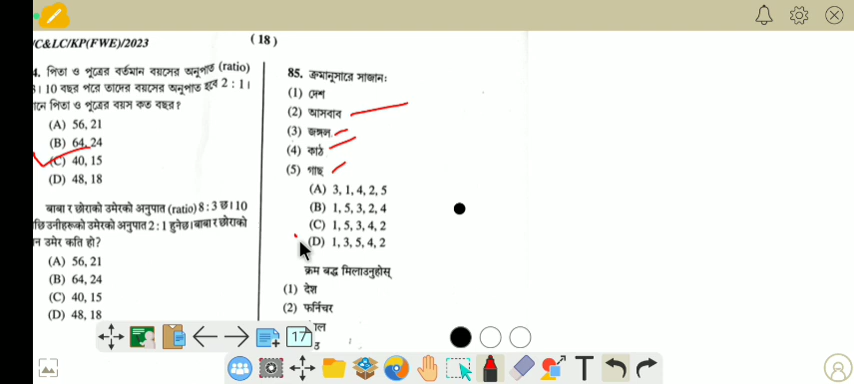 /C&LC/KP(FWE)/2023
(18)
4. পিতা ও পুত্রের বর্তমান বয়সের অনুপাত (ratio)
। 10 বছর পরে তাদের বয়সের অনুপাত হবে 2 : 1।
পিতা ও পুত্রের বয়স কত বছর?
(A) 56, 21
(B) 64, 24
(C) 40, 15
(D) 48, 18
बाबा र छोराको उमेरको अनुपात (ratio) 8 : 3 छ। 10
उनीहरूको उमेरको अनुपात 2 : 1 हुनेछ। बाबा र छोराको
उमेर कति हो?
(A) 56, 21
(B) 64, 24
(C) 40, 15
(D) 48, 18
85. ক্রমানুসারে সাজান:
(1) দেশ
(2) আসবাব
(3) জঙ্গল
(4) কাঠ
(5) গাছ
(A) 3, 1, 4, 2, 5
(B) 1, 5, 3, 2, 4
(C) 1, 5, 3, 4, 2
(D) 1, 3, 5, 4, 2
क्रम बद्ध मिलाउनुहोस्
(1) देश
(2) फर्निचर
17